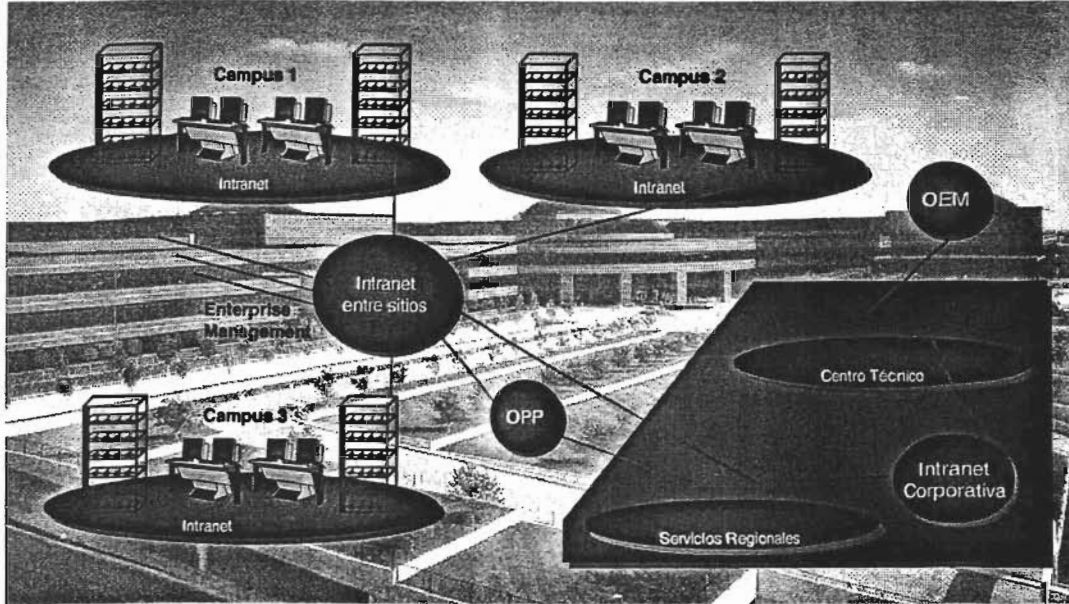 Campus 1
Intranet
Campus 2
Intranet
OEM
Intranet
entre sitios
Enterprise
Management
Centro Técnico
Campus 3
Intranet
OPP
Intranet
Corporativa
Servicios Regionales